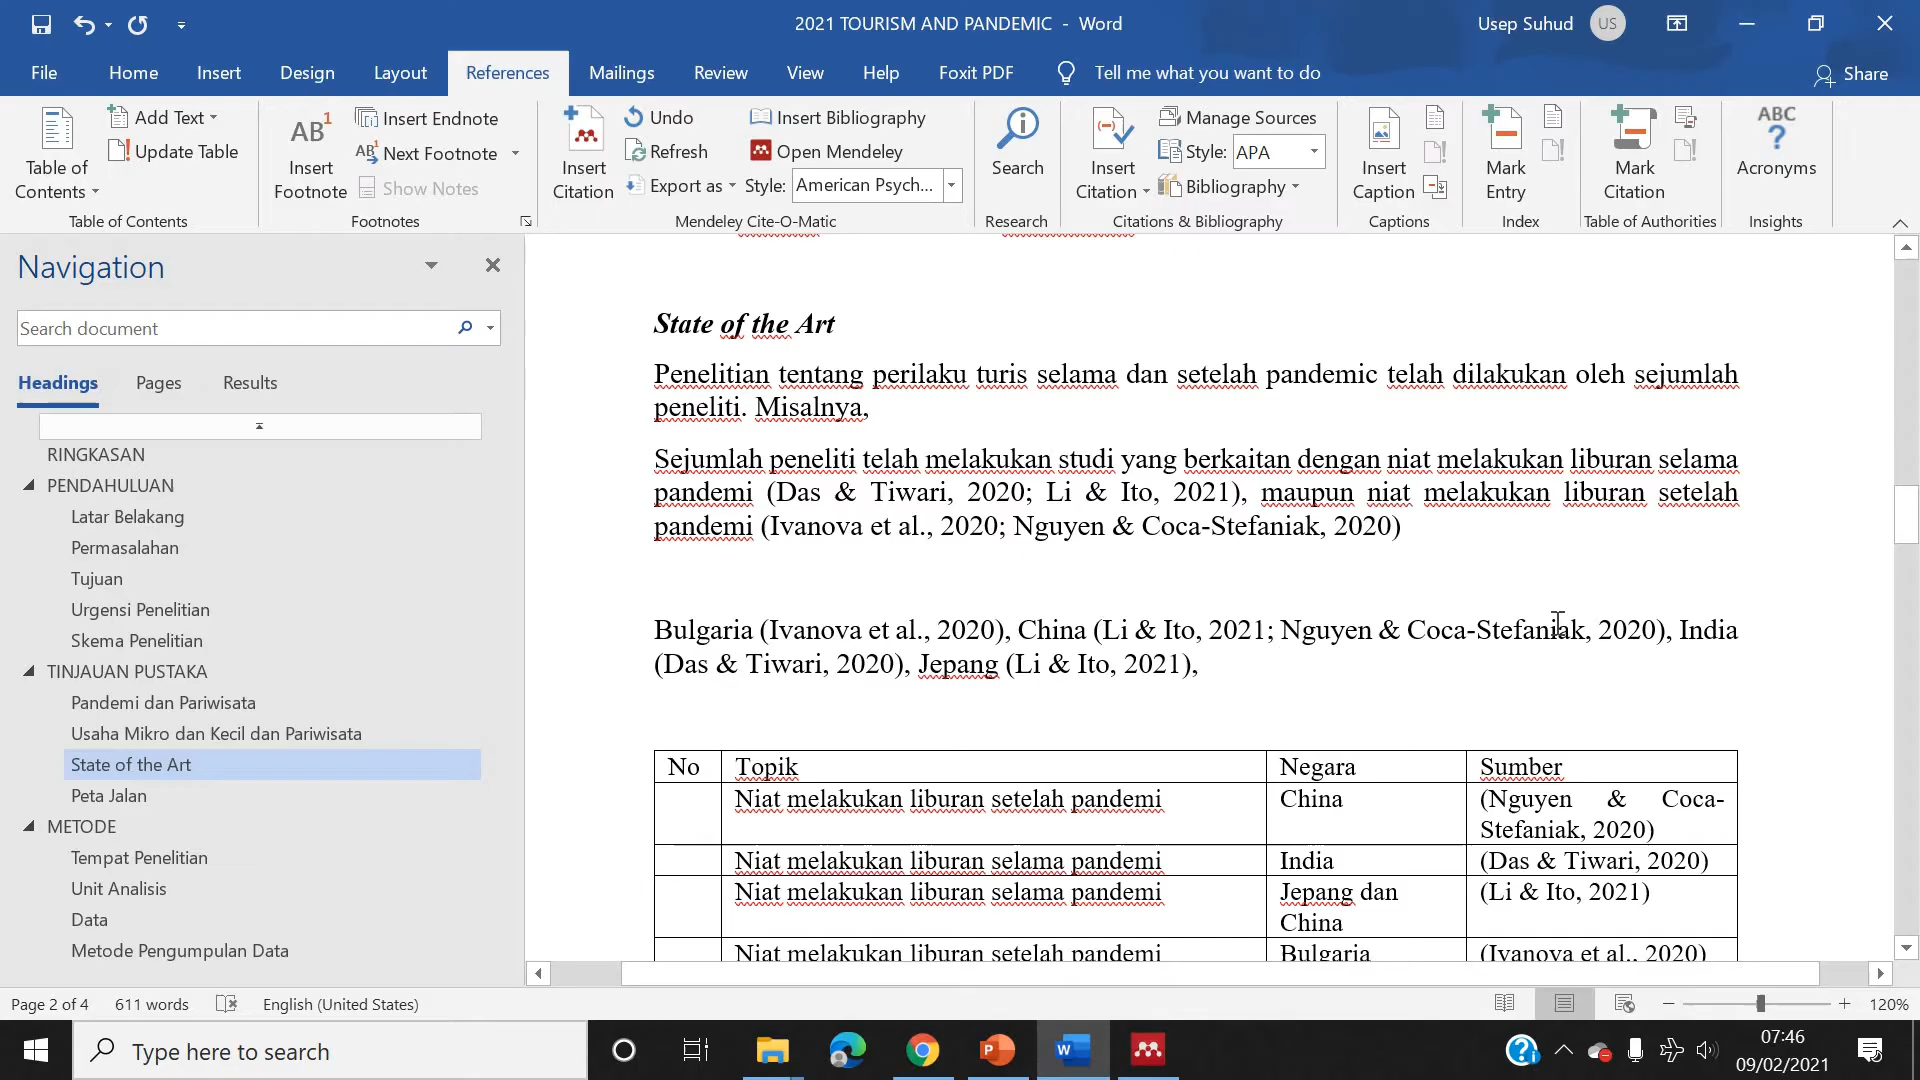 2021 TOURISM AND PANDEMIC - Word
Usep Suhud US
File Home Insert Design Layout References Mailings Review View Help Foxit PDF Tell me what you want to do Share
Table of Contents
Add Text
Update Table
Table of Contents
AB1
Insert Footnote
Insert Endnote
Next Footnote
Show Notes
Footnotes
Insert Citation
Undo
Refresh
Export as
Insert Bibliography
Open Mendeley
Style: American Psych...
Mendeley Cite-O-Matic
Search
Research
Insert Citation
Manage Sources
Style: APA
Bibliography
Citations & Bibliography
Insert Caption
Captions
Mark Entry
Index
Mark Citation
Table of Authorities
ABC
?
Acronyms
Insights
Navigation
Search document
Headings Pages Results
RINGKASAN
PENDAHULUAN
Latar Belakang
Permasalahan
Tujuan
Urgensi Penelitian
Skema Penelitian
TINJAUAN PUSTAKA
Pandemi dan Pariwisata
Usaha Mikro dan Kecil dan Pariwisata
State of the Art
Peta Jalan
METODE
Tempat Penelitian
Unit Analisis
Data
Metode Pengumpulan Data
State of the Art
Penelitian tentang perilaku turis selama dan setelah pandemic telah dilakukan oleh sejumlah
peneliti. Misalnya,
Sejumlah peneliti telah melakukan studi yang berkaitan dengan niat melakukan liburan selama
pandemi (Das & Tiwari, 2020; Li & Ito, 2021), maupun niat melakukan liburan setelah
pandemi (Ivanova et al., 2020; Nguyen & Coca-Stefaniak, 2020)
Bulgaria (Ivanova et al., 2020), China (Li & Ito, 2021; Nguyen & Coca-Stefaniak, 2020), India
(Das & Tiwari, 2020), Jepang (Li & Ito, 2021),
No Topik Negara Sumber
Niat melakukan liburan setelah pandemi China (Nguyen & Coca-
Stefaniak, 2020)
Niat melakukan liburan selama pandemi India (Das & Tiwari, 2020)
Niat melakukan liburan selama pandemi Jepang dan (Li & Ito, 2021)
China
Niat melakukan liburan setelah pandemi Bulgaria (Ivanova et al., 2020)
Page 2 of 4 611 words English (United States) 120%
Type here to search
07:46
09/02/2021